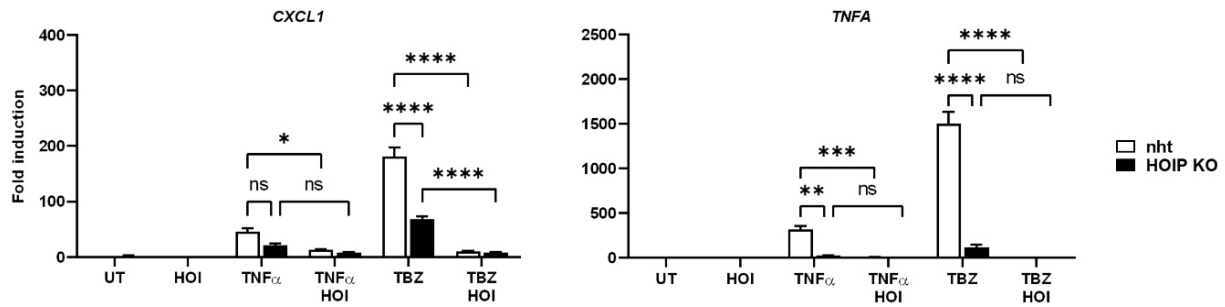 CXCL1
Fold induction
400
300
200
100
0
****
****
*
ns
ns
****
UT
HOI
TNFα
TNFα
HOI
TBZ
TBZ
HOI
TNFA
2500
2000
1500
1000
500
0
****
****
ns
***
**
ns
UT
HOI
TNFα
TNFα
HOI
TBZ
TBZ
HOI
nht
HOIP KO